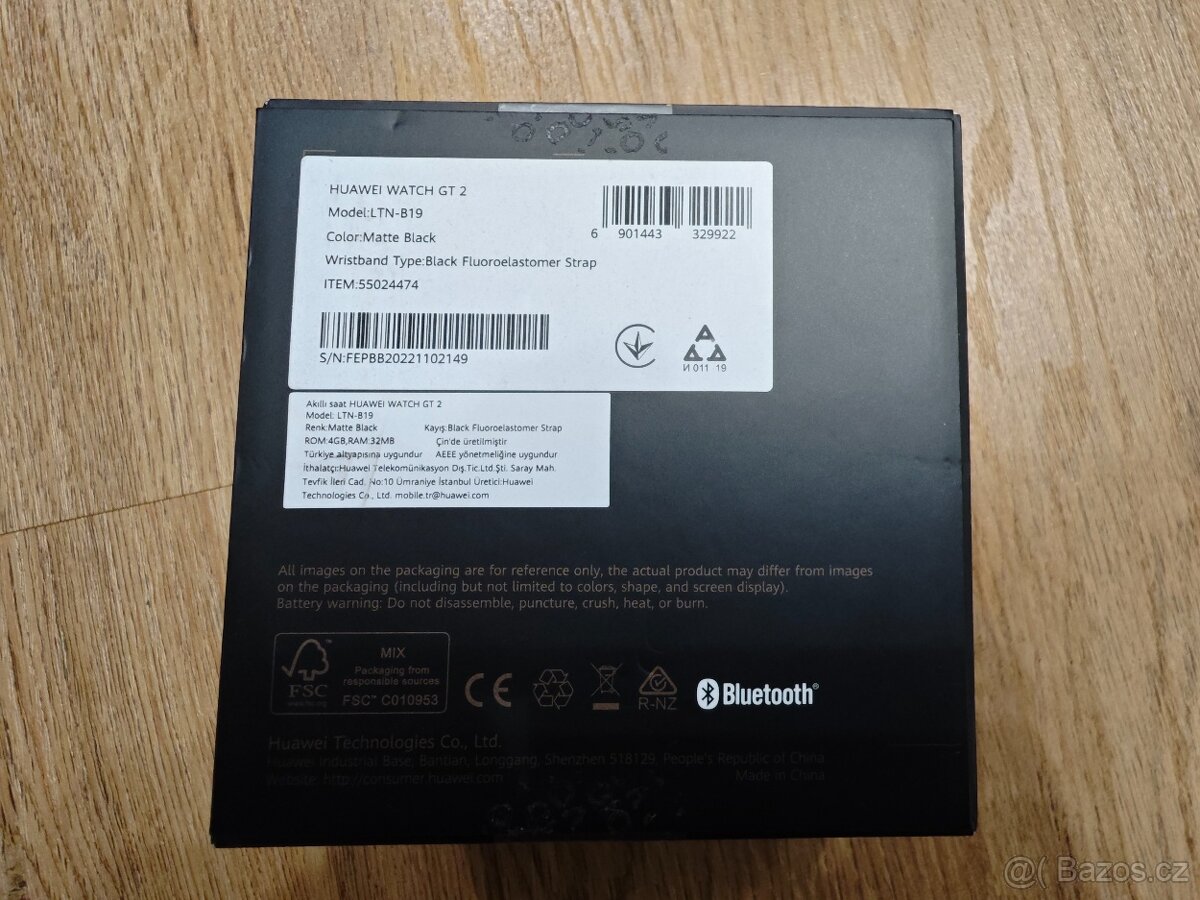 HUAWEI WATCH GT 2
Model:LTN-B19
Color:Matte Black
Wristband Type:Black Fluoroelastomer Strap
ITEM:55024474
6 901443 329922
S/N:FEPBB20221102149
И 011 19
Akıllı saat HUAWEI WATCH GT 2
Model: LTN-B19
Renk:Matte Black Kayış:Black Fluoroelastomer Strap
ROM:4GB,RAM:32MB Çin'de üretilmiştir
Türkiye altyapısına uygundur AEEE yönetmeliğine uygundur
İthalatçı:Huawei Telekomünikasyon Dış.Tic.Ltd.Şti. Saray Mah.
Tevfik İleri Cad. No:10 Ümraniye İstanbul Üretici:Huawei
Technologies Co., Ltd. mobile.tr@huawei.com
All images on the packaging are for reference only, the actual product may differ from images
on the packaging (including but not limited to colors, shape, and screen display).
Battery warning: Do not disassemble, puncture, crush, heat, or burn.
FSC
www.fsc.org
MIX
Packaging from
responsible sources
FSC™ C010953
CE
R-NZ
Bluetooth®
Huawei Technologies Co., Ltd.
Huawei Industrial Base, Bantian, Longgang, Shenzhen 518129, People's Republic of China
Website: http://consumer.huawei.com Made in China
@( Bazos.cz